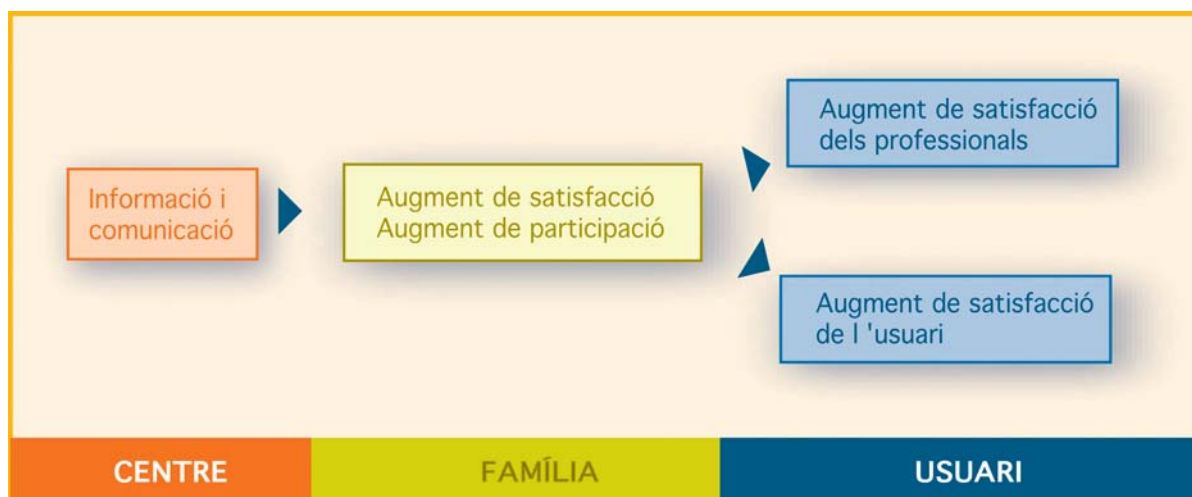 Informació i
comunicació
Augment de satisfacció
Augment de participació
Augment de satisfacció
dels professionals
Augment de satisfacció
de l 'usuari
CENTRE
FAMÍLIA
USUARI